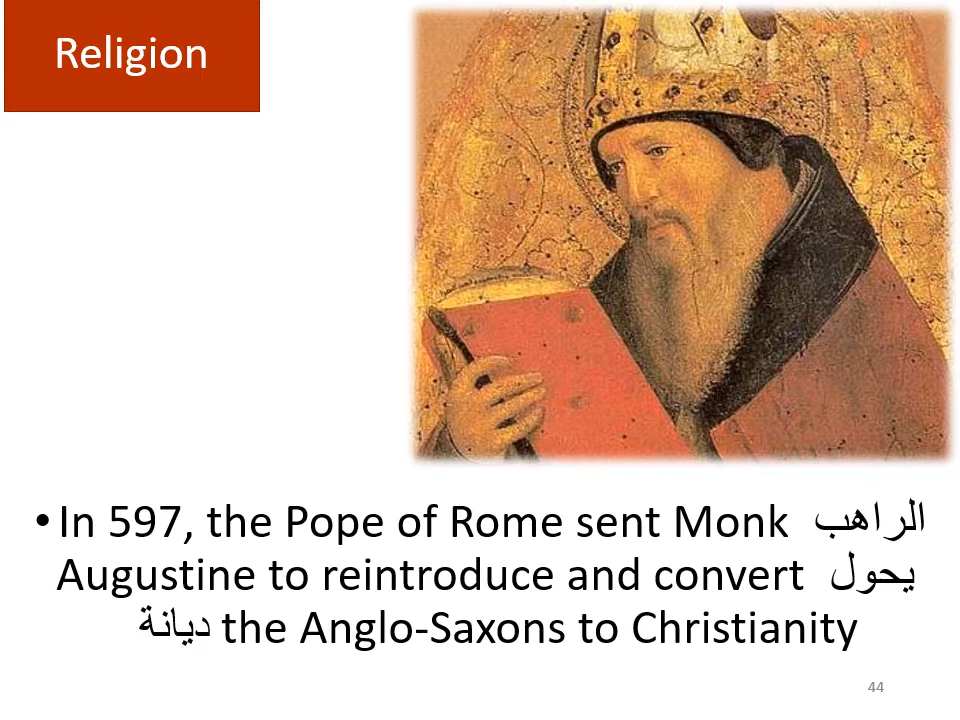 Religion
• In 597, the Pope of Rome sent Monk الراهب
Augustine to reintroduce and convert يحول
ديانة the Anglo-Saxons to Christianity
44